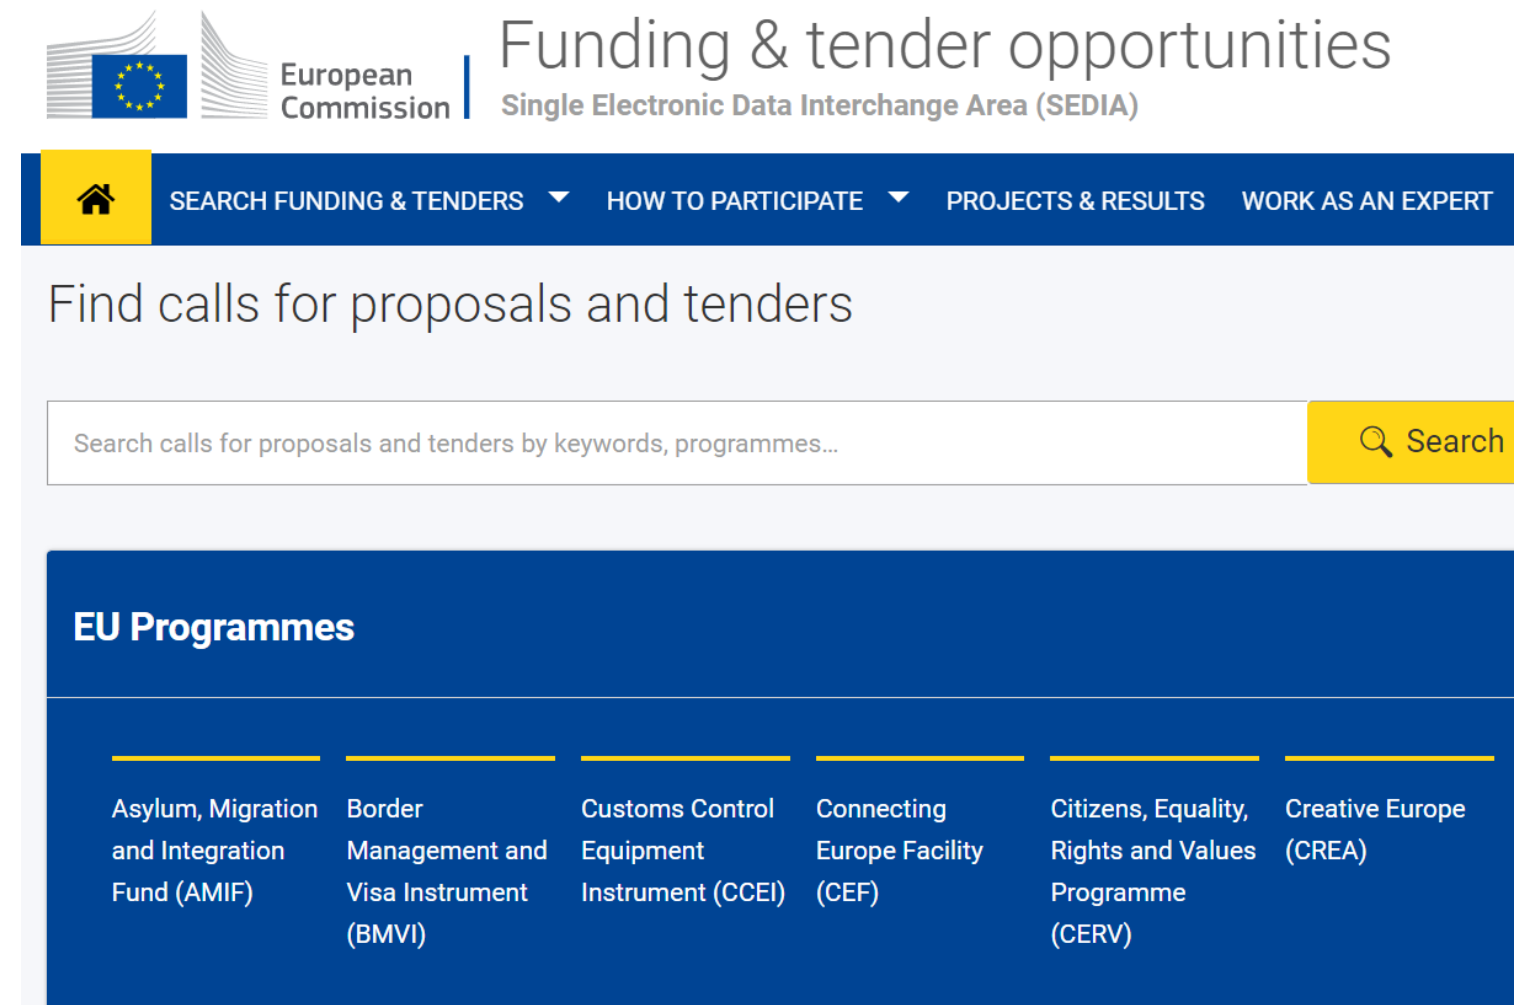 European
Commission
Funding & tender opportunities
Single Electronic Data Interchange Area (SEDIA)
SEARCH FUNDING & TENDERS
HOW TO PARTICIPATE
PROJECTS & RESULTS
WORK AS AN EXPERT
Find calls for proposals and tenders
Search calls for proposals and tenders by keywords, programmes...
Search
EU Programmes
Asylum, Migration
and Integration
Fund (AMIF)
Border
Management and
Visa Instrument
(BMVI)
Customs Control
Equipment
Instrument (CCEI)
Connecting
Europe Facility
(CEF)
Citizens, Equality,
Rights and Values
Programme
(CERV)
Creative Europe
(CREA)